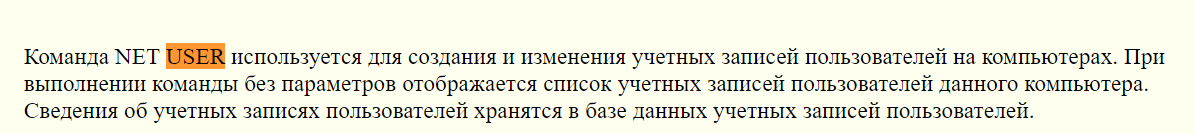 Команда NET USER используется для создания и изменения учетных записей пользователей на компьютерах. При
выполнении команды без параметров отображается список учетных записей пользователей данного компьютера.
Сведения об учетных записях пользователей хранятся в базе данных учетных записей пользователей.